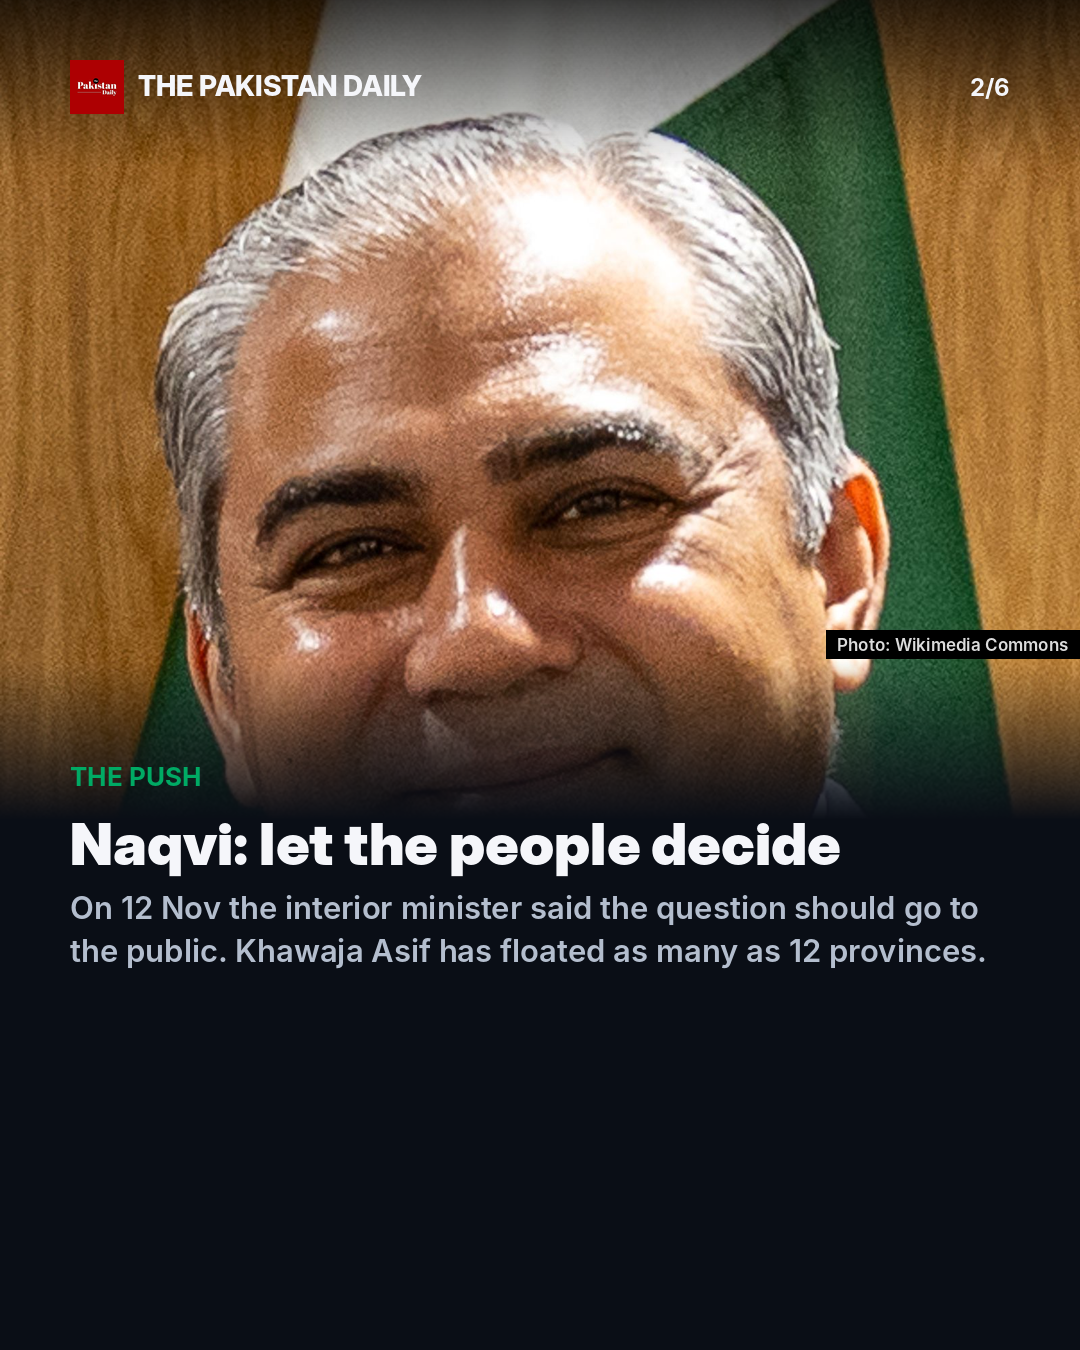 Pakistan
Daily
THE PAKISTAN DAILY
2/6
Photo: Wikimedia Commons
THE PUSH
Naqvi: let the people decide
On 12 Nov the interior minister said the question should go to
the public. Khawaja Asif has floated as many as 12 provinces.